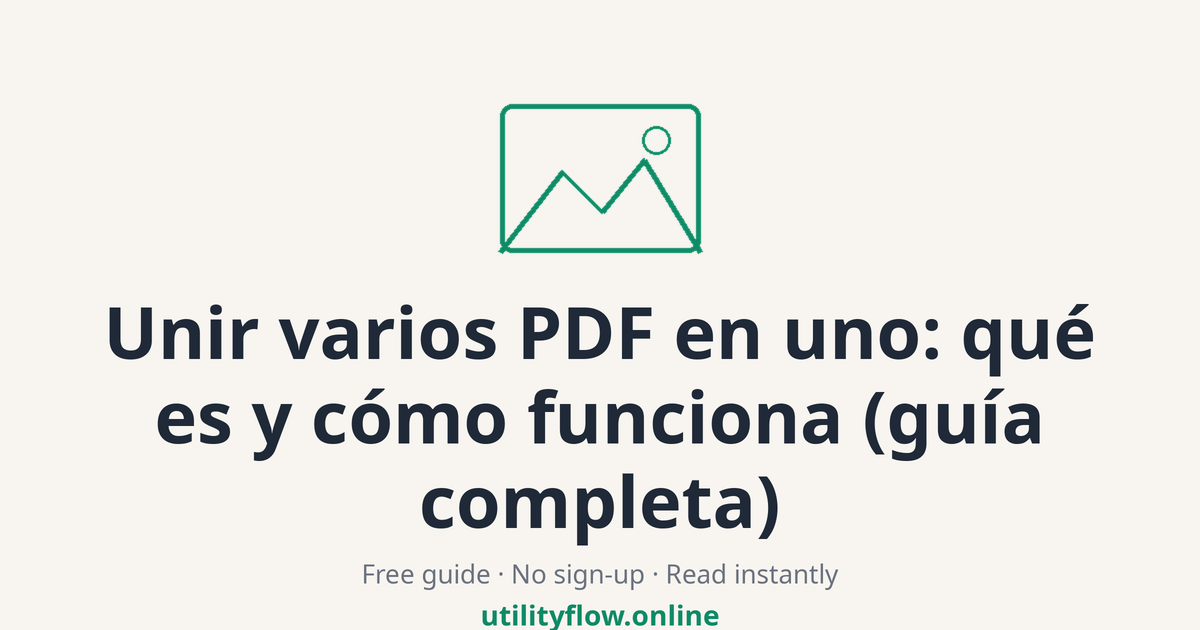 Unir varios PDF en uno: qué
es y cómo funciona (guía
completa)
Free guide · No sign-up · Read instantly
utilityflow.online